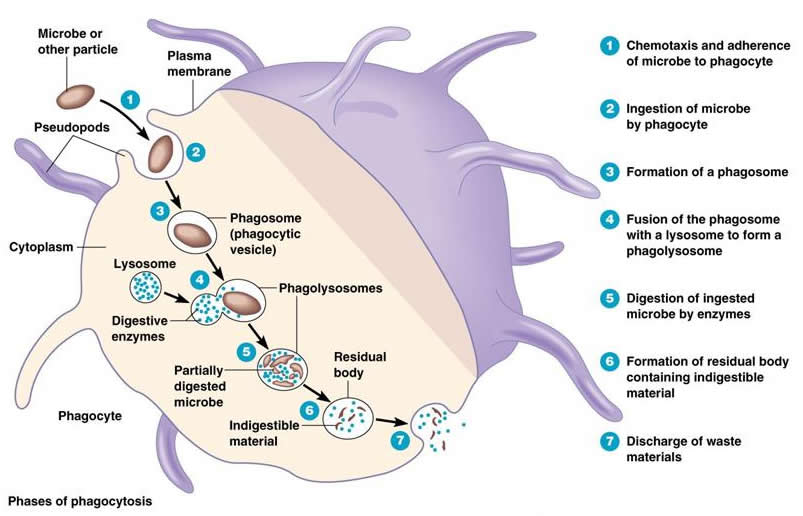 Microbe or
other particle
Plasma
membrane
1
Pseudopods
2
3
Phagosome
(phagocytic
vesicle)
Cytoplasm
Lysosome
4
Phagolysosomes
Digestive
enzymes
5
Partially
digested
microbe
Residual
body
6
Indigestible
material
7
Phagocyte
Phases of phagocytosis
1 Chemotaxis and adherence
of microbe to phagocyte
2 Ingestion of microbe
by phagocyte
3 Formation of a phagosome
4 Fusion of the phagosome
with a lysosome to form a
phagolysosome
5 Digestion of ingested
microbe by enzymes
6 Formation of residual body
containing indigestible
material
7 Discharge of waste
materials